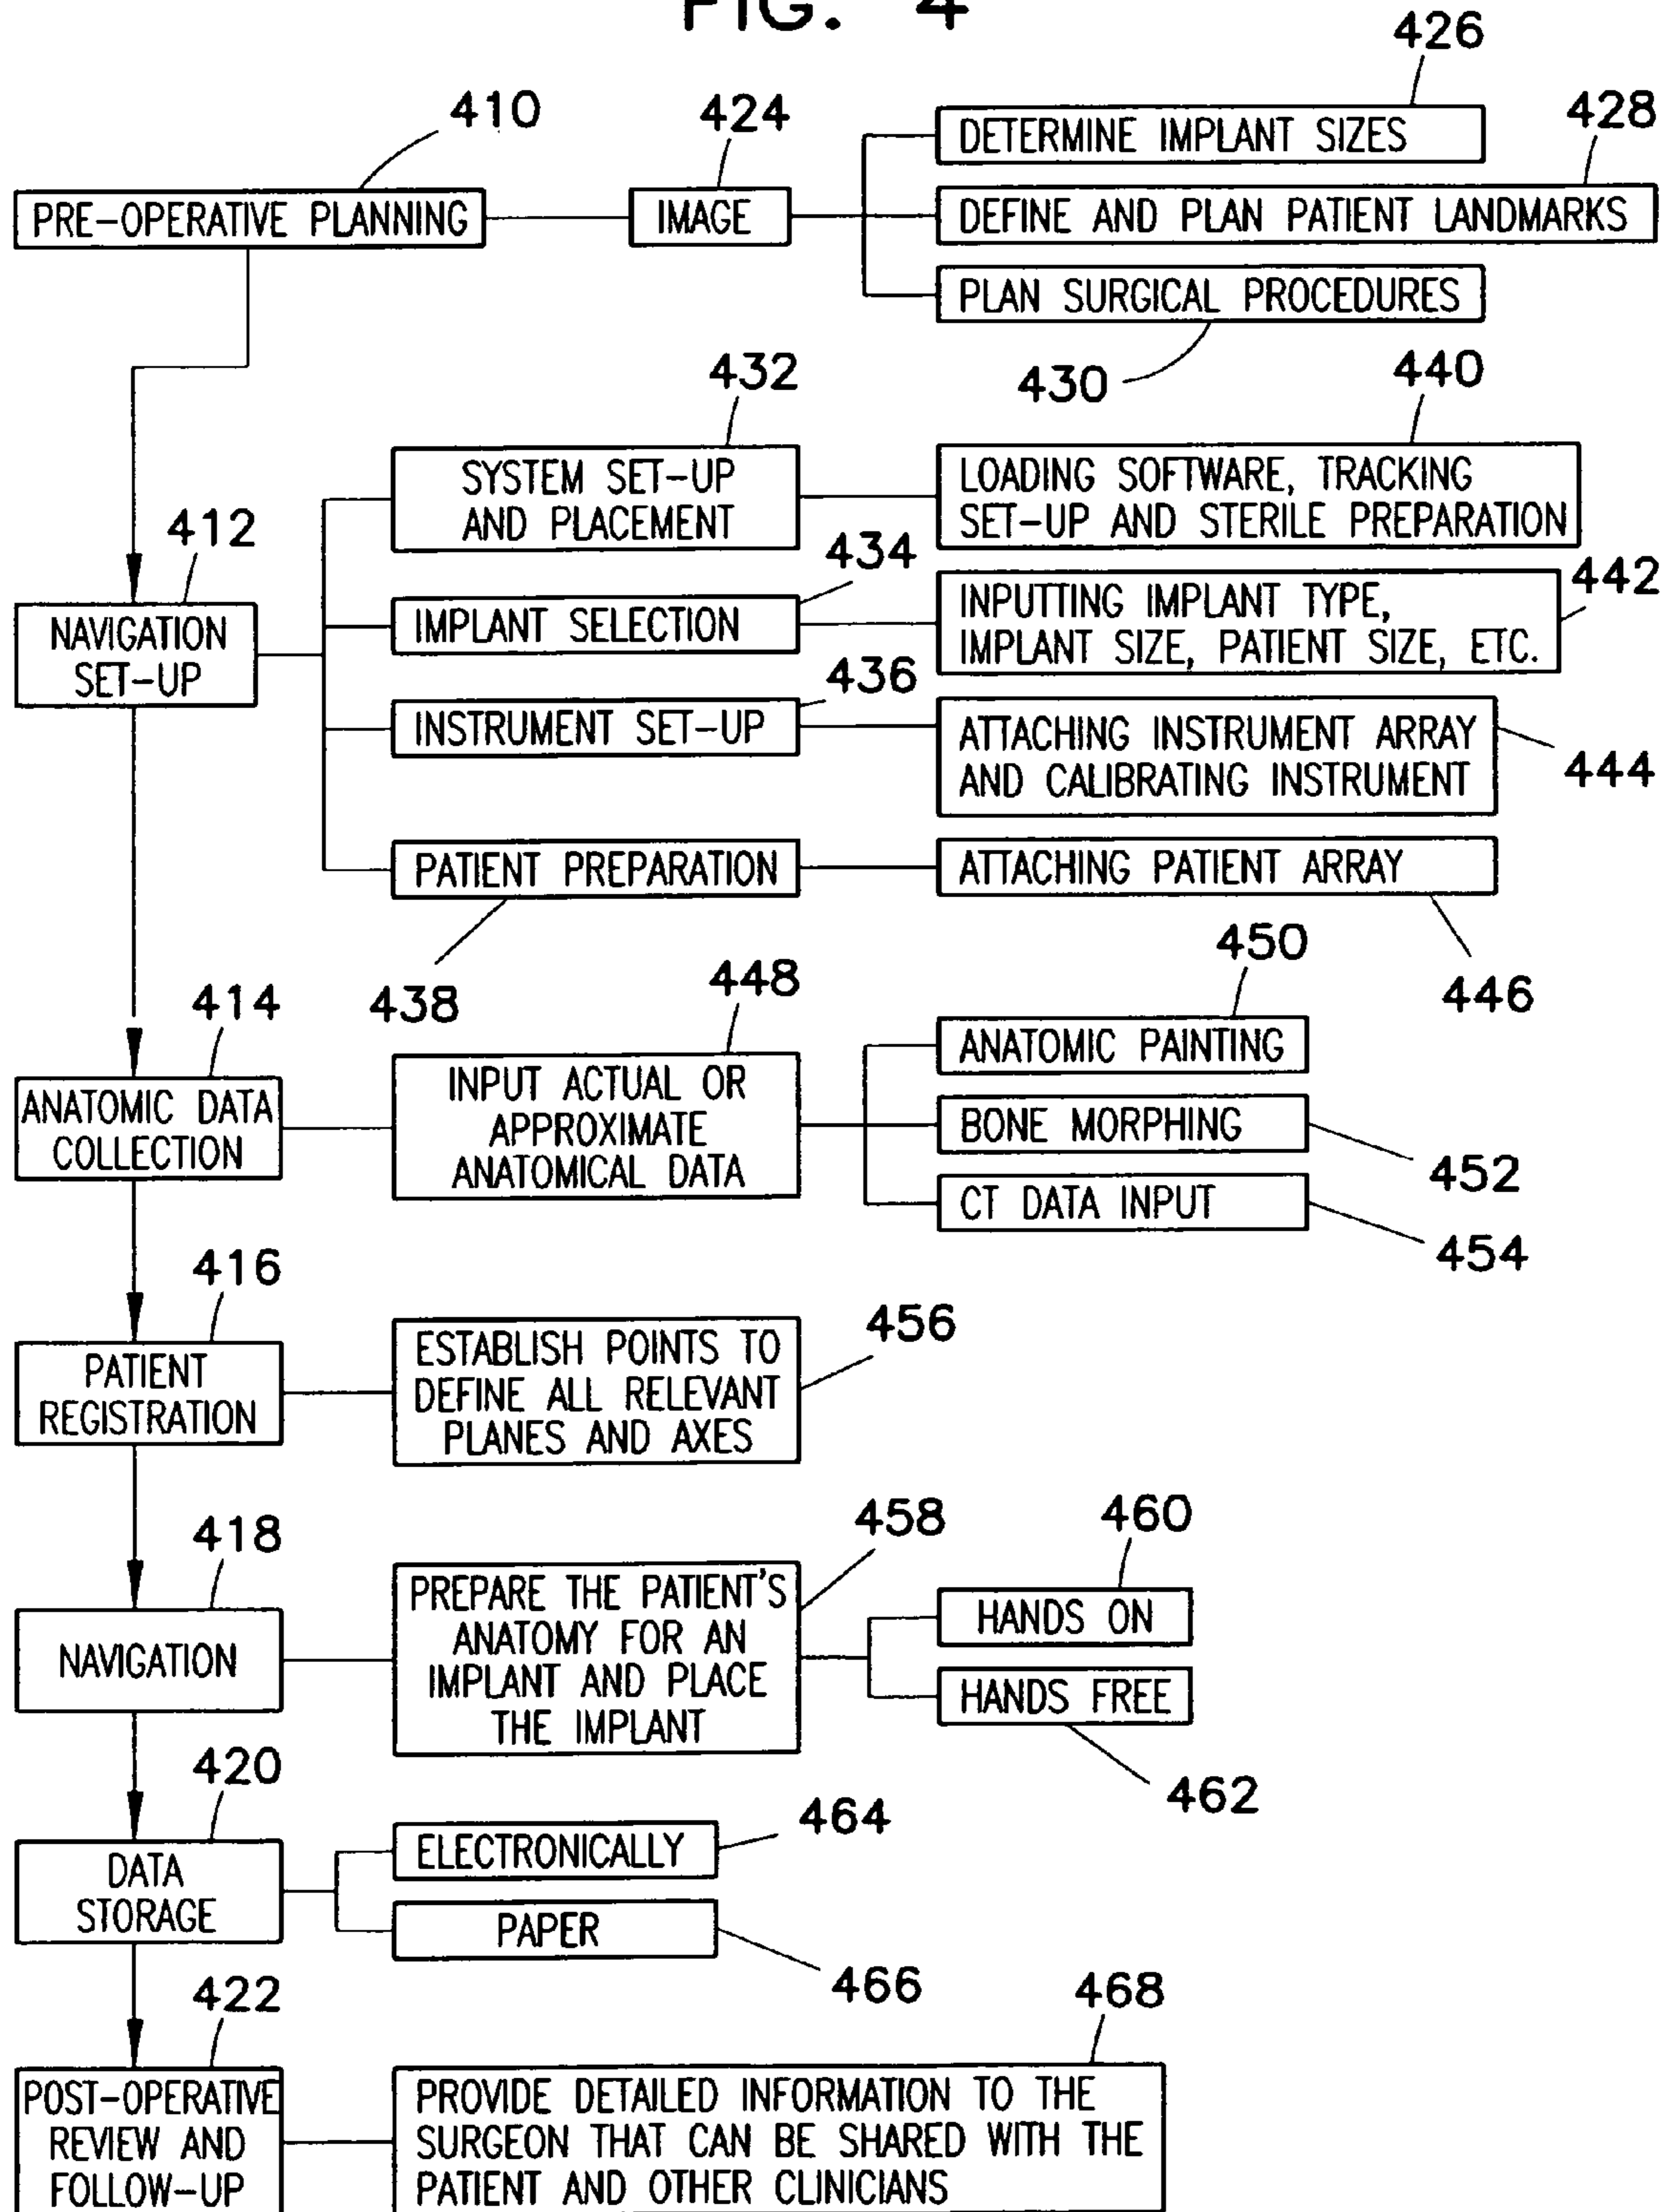 FIG. 4
426
410
424
428
DETERMINE IMPLANT SIZES
PRE-OPERATIVE PLANNING
IMAGE
DEFINE AND PLAN PATIENT LANDMARKS
PLAN SURGICAL PROCEDURES
430
432
440
SYSTEM SET-UP
AND PLACEMENT
LOADING SOFTWARE, TRACKING
SET-UP AND STERILE PREPARATION
412
434
442
NAVIGATION
SET-UP
IMPLANT SELECTION
INPUTTING IMPLANT TYPE,
IMPLANT SIZE, PATIENT SIZE, ETC.
436
INSTRUMENT SET-UP
ATTACHING INSTRUMENT ARRAY
AND CALIBRATING INSTRUMENT
444
PATIENT PREPARATION
ATTACHING PATIENT ARRAY
438
446
414
448
450
ANATOMIC DATA
COLLECTION
INPUT ACTUAL OR
APPROXIMATE
ANATOMICAL DATA
ANATOMIC PAINTING
BONE MORPHING
452
CT DATA INPUT
454
416
456
PATIENT
REGISTRATION
ESTABLISH POINTS TO
DEFINE ALL RELEVANT
PLANES AND AXES
418
458
460
NAVIGATION
PREPARE THE PATIENT'S
ANATOMY FOR AN
IMPLANT AND PLACE
THE IMPLANT
HANDS ON
HANDS FREE
462
420
464
DATA
STORAGE
ELECTRONICALLY
PAPER
466
422
468
POST-OPERATIVE
REVIEW AND
FOLLOW-UP
PROVIDE DETAILED INFORMATION TO THE
SURGEON THAT CAN BE SHARED WITH THE
PATIENT AND OTHER CLINICIANS